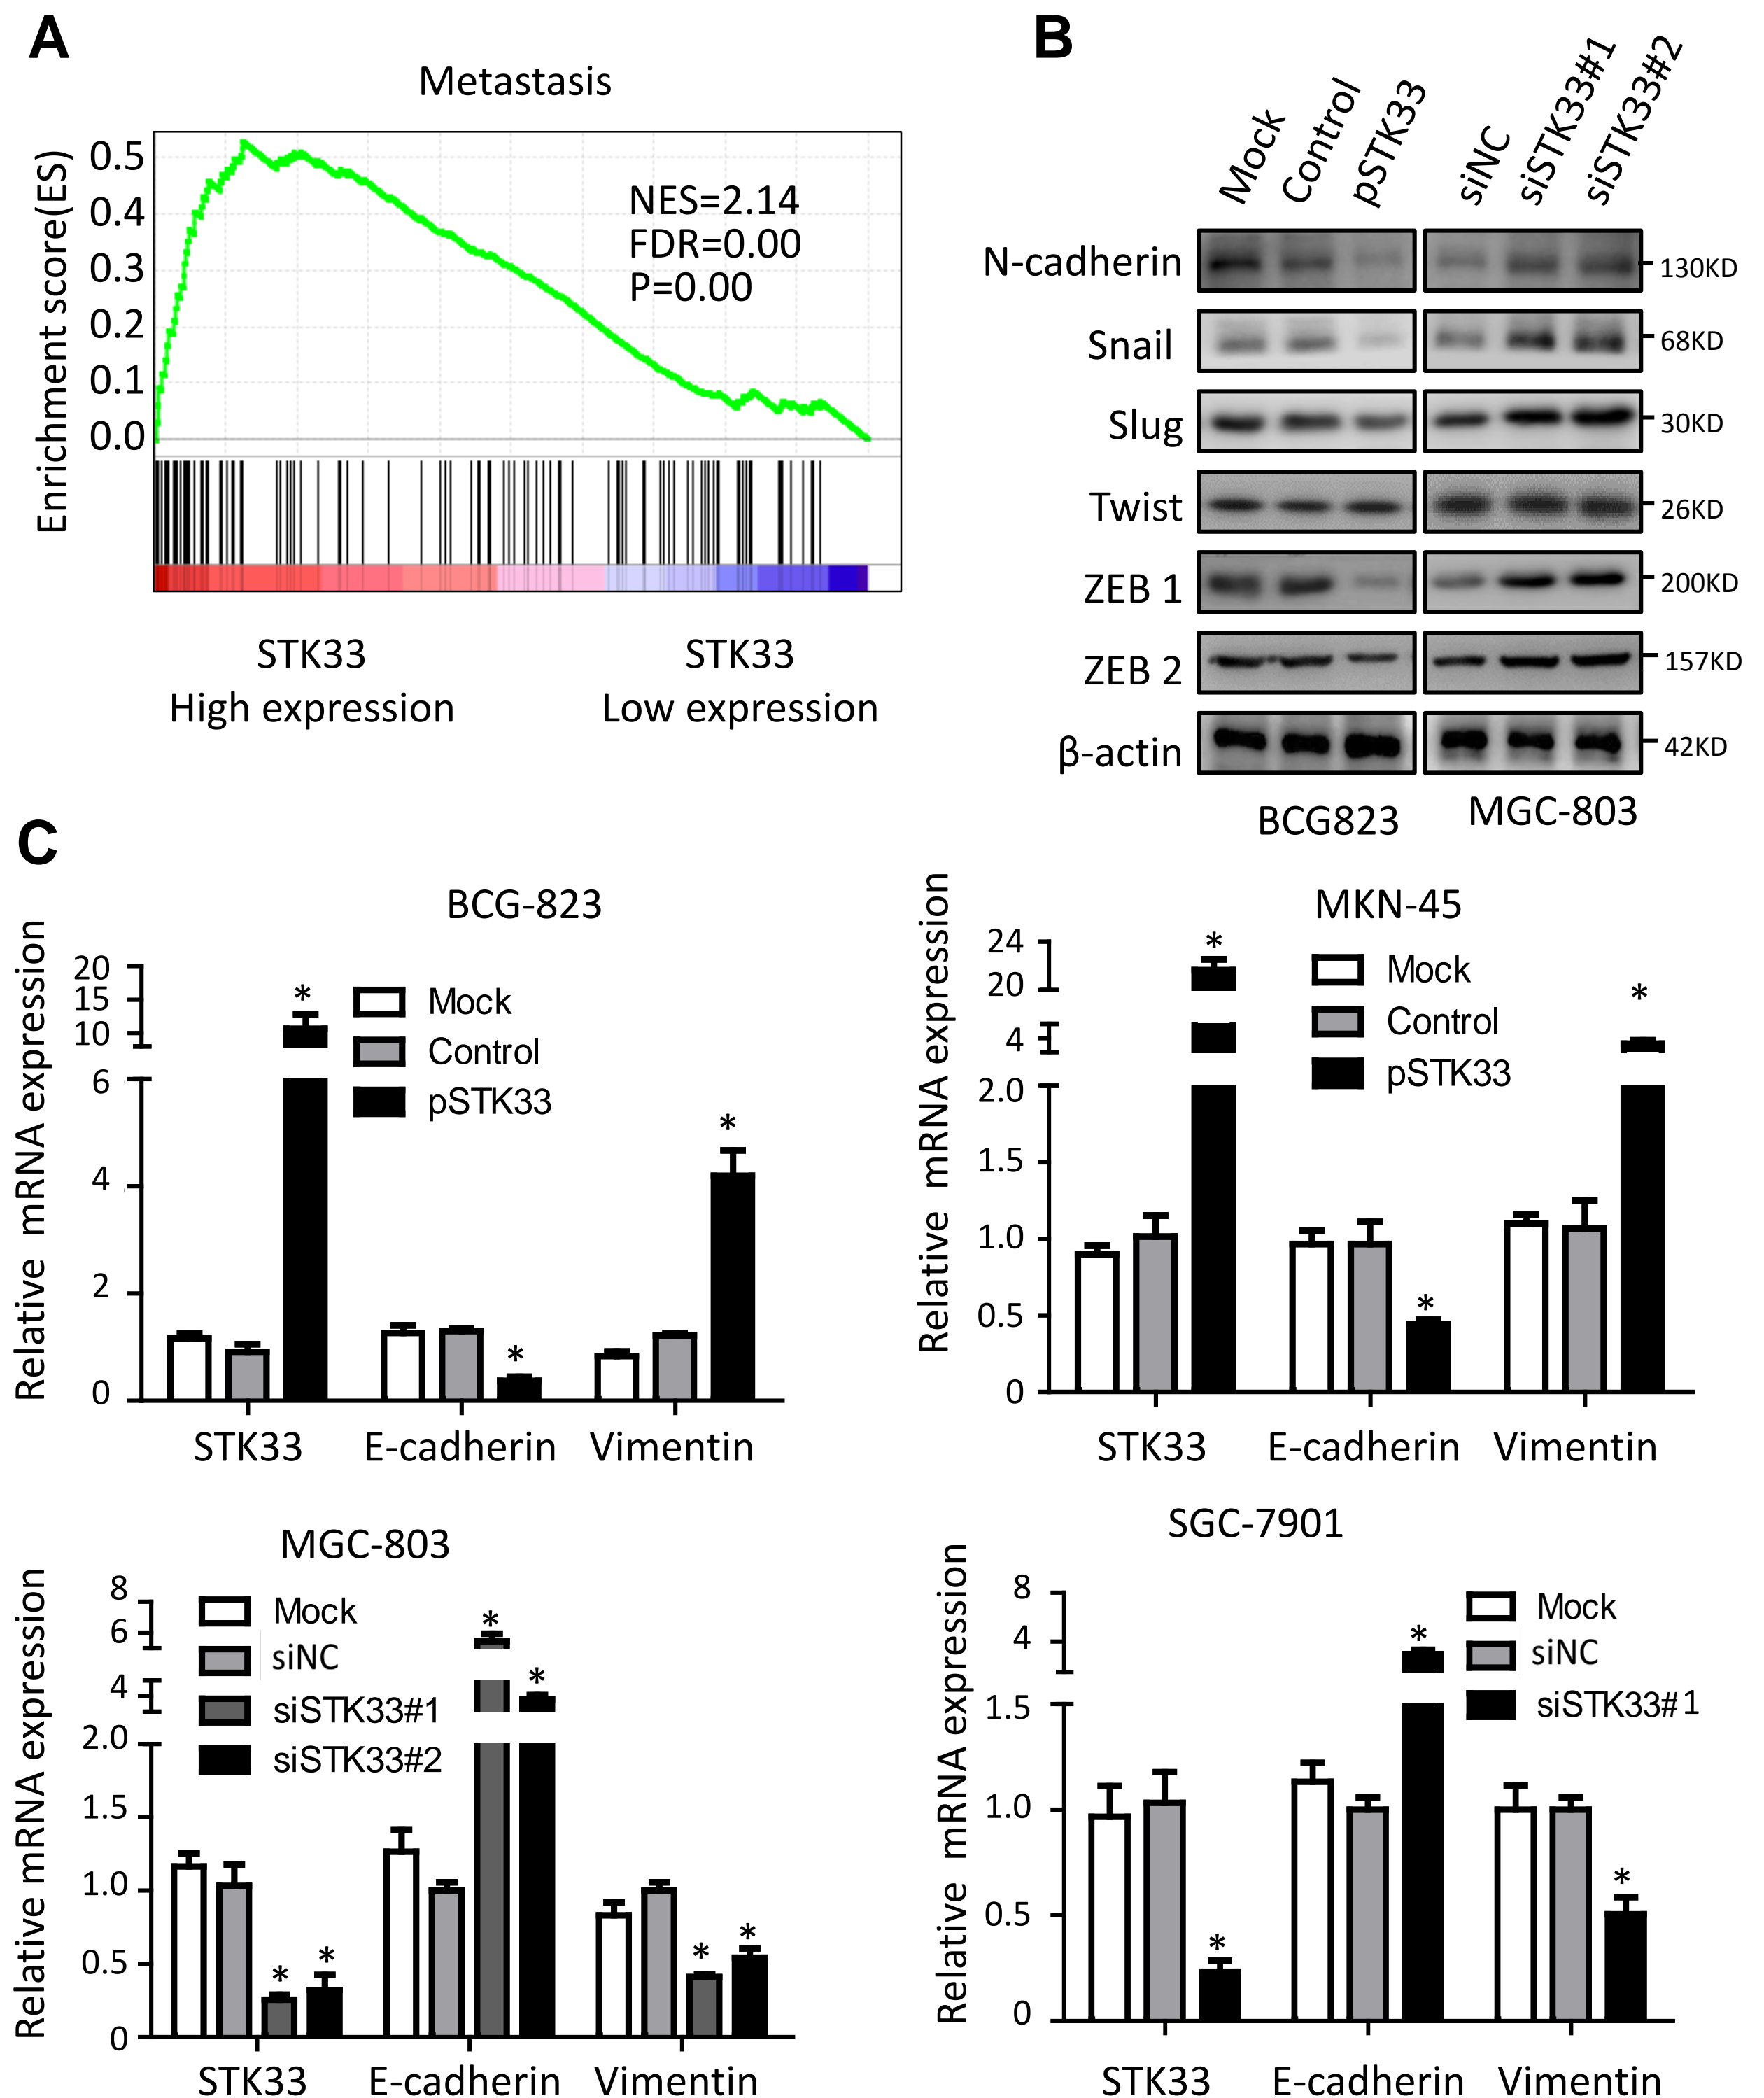 A
Metastasis
Enrichment score(ES)
0.5
0.4
0.3
0.2
0.1
0.0
NES=2.14
FDR=0.00
P=0.00
STK33
High expression
STK33
Low expression
B
Mock
Control
pSTK33
siNC
siSTK33#1
siSTK33#2
N-cadherin
130KD
Snail
68KD
Slug
30KD
Twist
26KD
ZEB 1
200KD
ZEB 2
157KD
β-actin
42KD
BCG823
MGC-803
C
BCG-823
Relative mRNA expression
20
15
10
6
4
2
0
*
*
*
Mock
Control
pSTK33
STK33
E-cadherin
Vimentin
MKN-45
Relative mRNA expression
24
20
4
2.0
1.5
1.0
0.5
0
*
*
*
Mock
Control
pSTK33
STK33
E-cadherin
Vimentin
MGC-803
Relative mRNA expression
8
6
4
2.0
1.5
1.0
0.5
0
Mock
siNC
siSTK33#1
siSTK33#2
*
*
*
*
*
*
STK33
E-cadherin
Vimentin
SGC-7901
Relative mRNA expression
8
4
1.5
1.0
0.5
0
*
*
*
Mock
siNC
siSTK33#1
STK33
E-cadherin
Vimentin